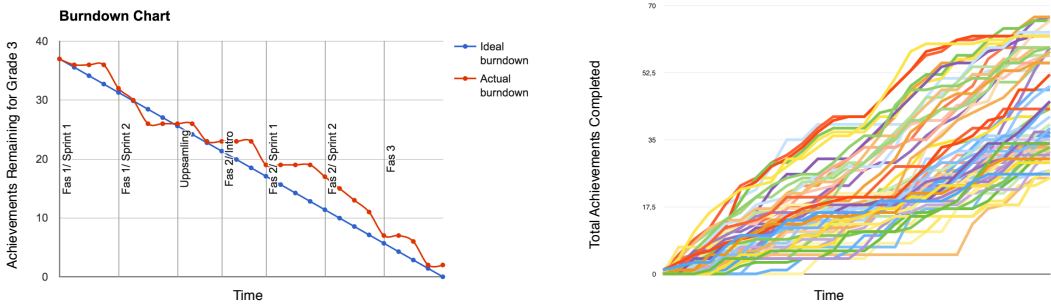 Burndown Chart
Achievements Remaining for Grade 3
40
30
20
10
0
Fas 1/ Sprint 1
Fas 1/ Sprint 2
Uppsamling
Fas 2//Intro
Fas 2/ Sprint 1
Fas 2/ Sprint 2
Fas 3
Time
Ideal
burndown
Actual
burndown
Total Achievements Completed
70
52,5
35
17,5
0
Time